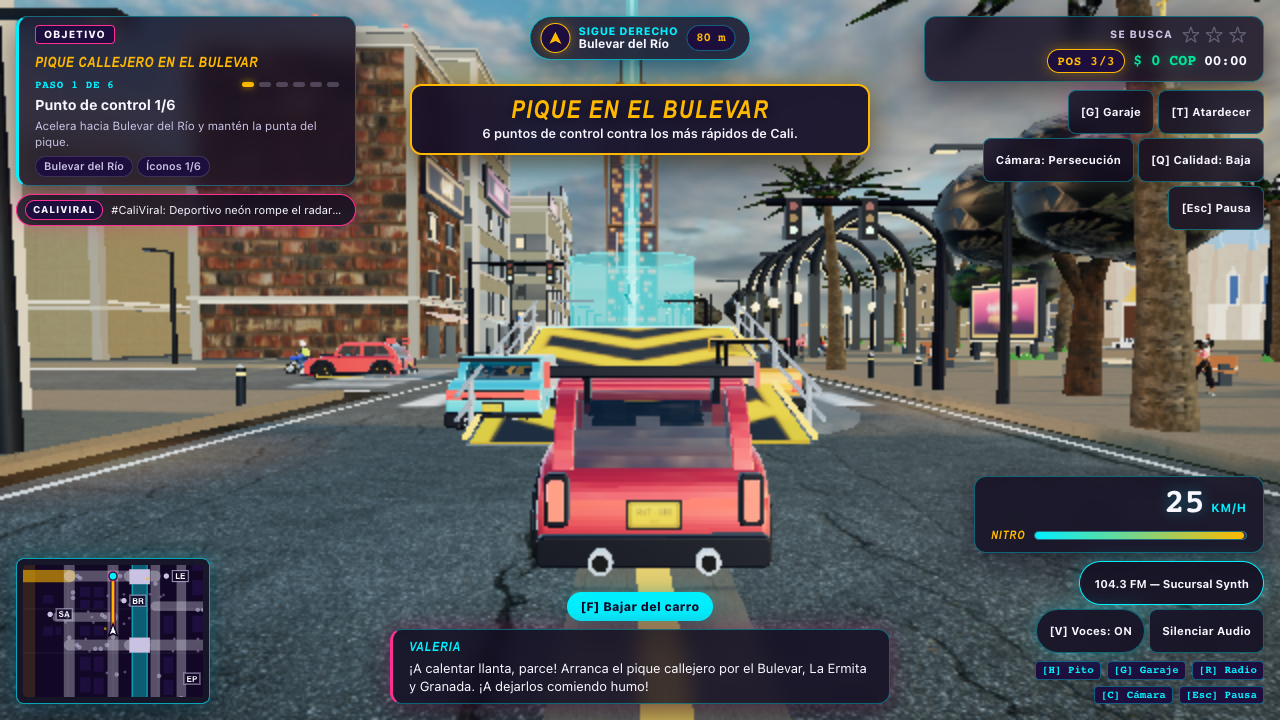 OBJETIVO
PIQUE CALLEJERO EN EL BULEVAR
PASO 1 DE 6
Punto de control 1/6
Acelera hacia Bulevar del Río y mantén la punta del
pique.
Bulevar del Río
Íconos 1/6
CALIVIRAL
#CaliViral: Deportivo neón rompe el radar...
SIGUE DERECHO
Bulevar del Río
80 m
PIQUE EN EL BULEVAR
6 puntos de control contra los más rápidos de Cali.
SE BUSCA
POS 3/3
$ 0 COP
00:00
[G] Garaje
[T] Atardecer
Cámara: Persecución
[Q] Calidad: Baja
[Esc] Pausa
25 KM/H
NITRO
104.3 FM — Sucursal Synth
[V] Voces: ON
Silenciar Audio
[H] Pito
[G] Garaje
[R] Radio
[C] Cámara
[Esc] Pausa
[F] Bajar del carro
VALERIA
¡A calentar llanta, parce! Arranca el pique callejero por el Bulevar, La Ermita
y Granada. ¡A dejarlos comiendo humo!
LE
BR
SA
EP